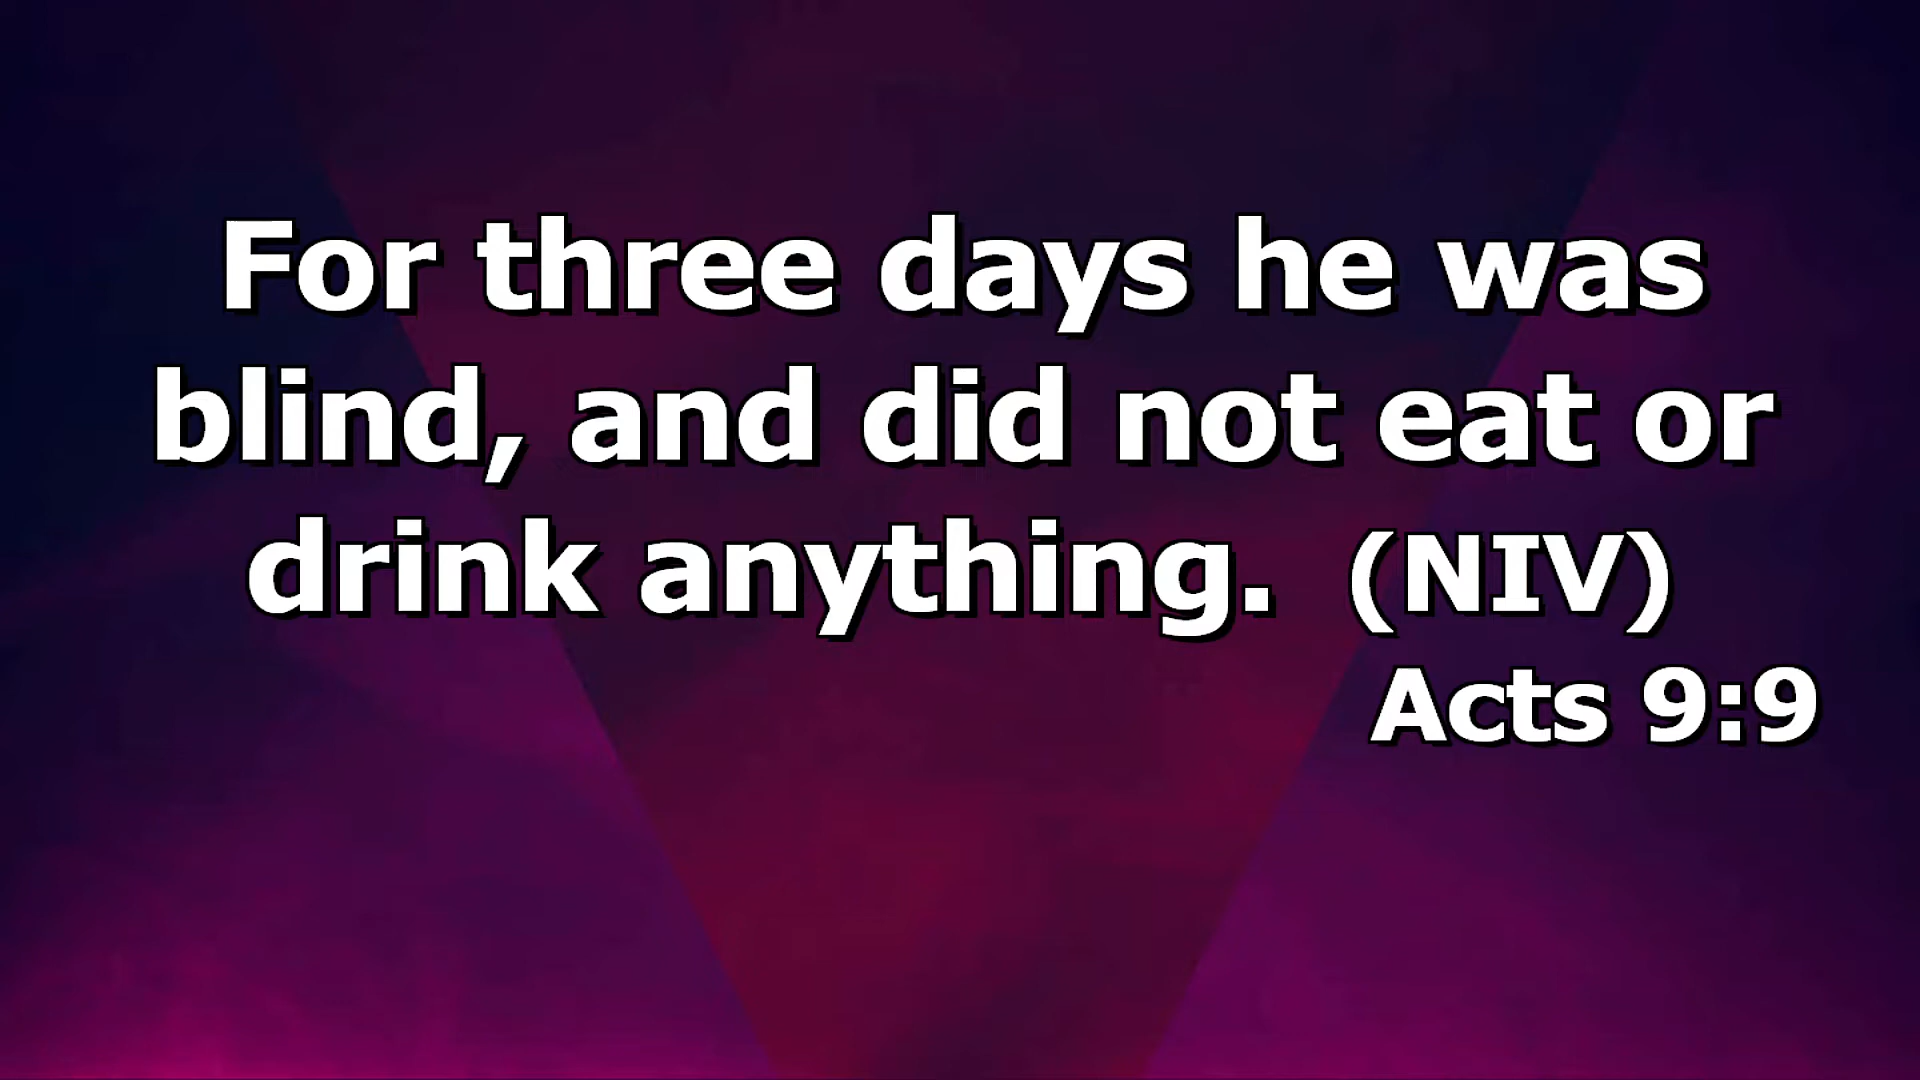 For three days he was
blind, and did not eat or
drink anything. (NIV)
Acts 9:9